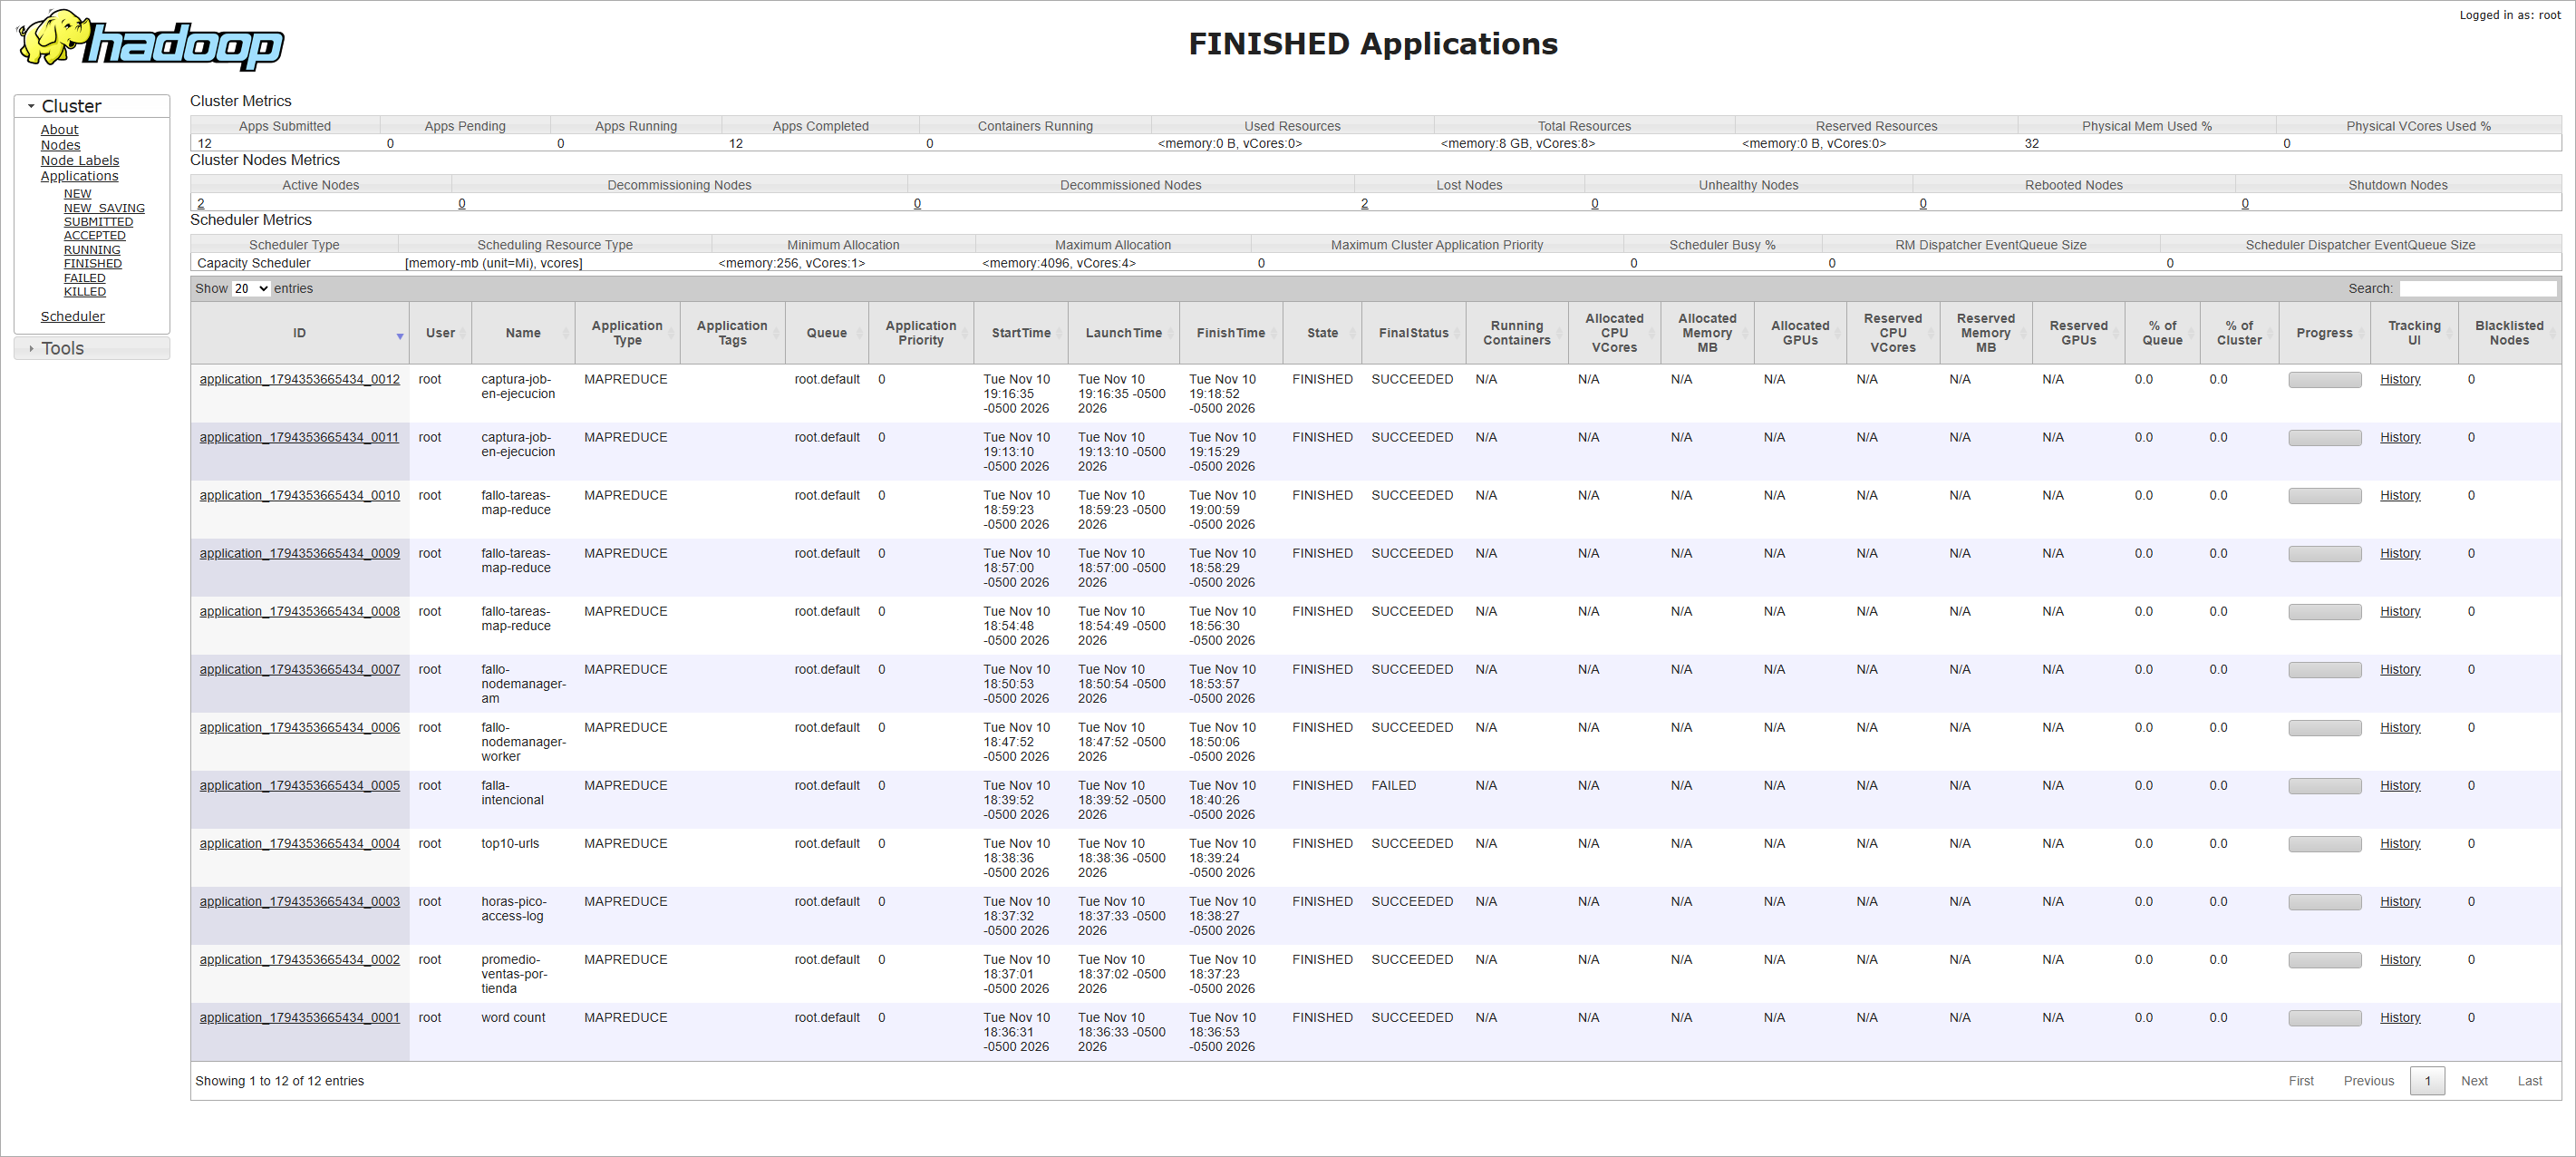 hadoop
FINISHED Applications
Logged in as: root
Cluster
About
Nodes
Node Labels
Applications
NEW
NEW_SAVING
SUBMITTED
ACCEPTED
RUNNING
FINISHED
FAILED
KILLED
Scheduler
Tools
Cluster Metrics
Apps Submitted Apps Pending Apps Running Apps Completed Containers Running Used Resources Total Resources Reserved Resources Physical Mem Used % Physical VCores Used %
12 0 0 12 0 <memory:0 B, vCores:0> <memory:8 GB, vCores:8> <memory:0 B, vCores:0> 32 0
Cluster Nodes Metrics
Active Nodes Decommissioning Nodes Decommissioned Nodes Lost Nodes Unhealthy Nodes Rebooted Nodes Shutdown Nodes
2 0 0 2 0 0 0
Scheduler Metrics
Scheduler Type Scheduling Resource Type Minimum Allocation Maximum Allocation Maximum Cluster Application Priority Scheduler Busy % RM Dispatcher EventQueue Size Scheduler Dispatcher EventQueue Size
Capacity Scheduler [memory-mb (unit=Mi), vcores] <memory:256, vCores:1> <memory:4096, vCores:4> 0 0 0 0
Show 20 entries Search:
ID User Name Application Type Application Tags Queue Application Priority StartTime LaunchTime FinishTime State FinalStatus Running Containers Allocated CPU VCores Allocated Memory MB Allocated GPUs Reserved CPU VCores Reserved Memory MB Reserved GPUs % of Queue % of Cluster Progress Tracking UI Blacklisted Nodes
application_1794353665434_0012 root captura-job- MAPREDUCE root.default 0 Tue Nov 10 Tue Nov 10 Tue Nov 10 FINISHED SUCCEEDED N/A N/A N/A N/A N/A N/A N/A 0.0 0.0 History 0
en-ejecucion 19:16:35 19:16:35 -0500 19:18:52
-0500 2026 2026 -0500 2026
application_1794353665434_0011 root captura-job- MAPREDUCE root.default 0 Tue Nov 10 Tue Nov 10 Tue Nov 10 FINISHED SUCCEEDED N/A N/A N/A N/A N/A N/A N/A 0.0 0.0 History 0
en-ejecucion 19:13:10 19:13:10 -0500 19:15:29
-0500 2026 2026 -0500 2026
application_1794353665434_0010 root fallo-tareas- MAPREDUCE root.default 0 Tue Nov 10 Tue Nov 10 Tue Nov 10 FINISHED SUCCEEDED N/A N/A N/A N/A N/A N/A N/A 0.0 0.0 History 0
map-reduce 18:59:23 18:59:23 -0500 19:00:59
-0500 2026 2026 -0500 2026
application_1794353665434_0009 root fallo-tareas- MAPREDUCE root.default 0 Tue Nov 10 Tue Nov 10 Tue Nov 10 FINISHED SUCCEEDED N/A N/A N/A N/A N/A N/A N/A 0.0 0.0 History 0
map-reduce 18:57:00 18:57:00 -0500 18:58:29
-0500 2026 2026 -0500 2026
application_1794353665434_0008 root fallo-tareas- MAPREDUCE root.default 0 Tue Nov 10 Tue Nov 10 Tue Nov 10 FINISHED SUCCEEDED N/A N/A N/A N/A N/A N/A N/A 0.0 0.0 History 0
map-reduce 18:54:48 18:54:49 -0500 18:56:30
-0500 2026 2026 -0500 2026
application_1794353665434_0007 root fallo- MAPREDUCE root.default 0 Tue Nov 10 Tue Nov 10 Tue Nov 10 FINISHED SUCCEEDED N/A N/A N/A N/A N/A N/A N/A 0.0 0.0 History 0
nodemanager- 18:50:53 18:50:54 -0500 18:53:57
am -0500 2026 2026 -0500 2026
application_1794353665434_0006 root fallo- MAPREDUCE root.default 0 Tue Nov 10 Tue Nov 10 Tue Nov 10 FINISHED SUCCEEDED N/A N/A N/A N/A N/A N/A N/A 0.0 0.0 History 0
nodemanager- 18:47:52 18:47:52 -0500 18:50:06
worker -0500 2026 2026 -0500 2026
application_1794353665434_0005 root falla- MAPREDUCE root.default 0 Tue Nov 10 Tue Nov 10 Tue Nov 10 FINISHED FAILED N/A N/A N/A N/A N/A N/A N/A 0.0 0.0 History 0
intencional 18:39:52 18:39:52 -0500 18:40:26
-0500 2026 2026 -0500 2026
application_1794353665434_0004 root top10-urls MAPREDUCE root.default 0 Tue Nov 10 Tue Nov 10 Tue Nov 10 FINISHED SUCCEEDED N/A N/A N/A N/A N/A N/A N/A 0.0 0.0 History 0
18:38:36 18:38:36 -0500 18:39:24
-0500 2026 2026 -0500 2026
application_1794353665434_0003 root horas-pico- MAPREDUCE root.default 0 Tue Nov 10 Tue Nov 10 Tue Nov 10 FINISHED SUCCEEDED N/A N/A N/A N/A N/A N/A N/A 0.0 0.0 History 0
access-log 18:37:32 18:37:33 -0500 18:38:27
-0500 2026 2026 -0500 2026
application_1794353665434_0002 root promedio- MAPREDUCE root.default 0 Tue Nov 10 Tue Nov 10 Tue Nov 10 FINISHED SUCCEEDED N/A N/A N/A N/A N/A N/A N/A 0.0 0.0 History 0
ventas-por- 18:37:01 18:37:02 -0500 18:37:23
tienda -0500 2026 2026 -0500 2026
application_1794353665434_0001 root word count MAPREDUCE root.default 0 Tue Nov 10 Tue Nov 10 Tue Nov 10 FINISHED SUCCEEDED N/A N/A N/A N/A N/A N/A N/A 0.0 0.0 History 0
18:36:31 18:36:33 -0500 18:36:53
-0500 2026 2026 -0500 2026
Showing 1 to 12 of 12 entries First Previous 1 Next Last